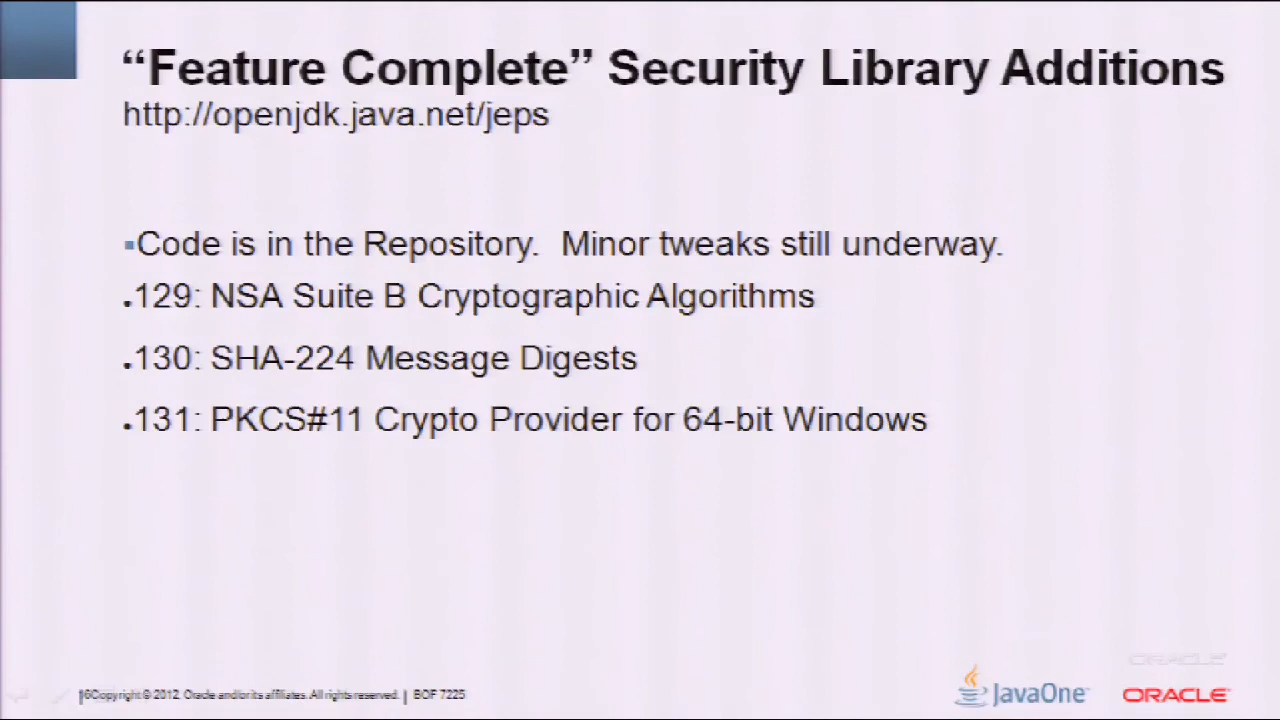 “Feature Complete” Security Library Additions
http://openjdk.java.net/jeps
▪Code is in the Repository.  Minor tweaks still underway.
•129: NSA Suite B Cryptographic Algorithms
•130: SHA-224 Message Digests
•131: PKCS#11 Crypto Provider for 64-bit Windows
ORACLE
|6Copyright © 2012, Oracle and/or its affiliates. All rights reserved. | BOF 7225
JavaOne
ORACLE